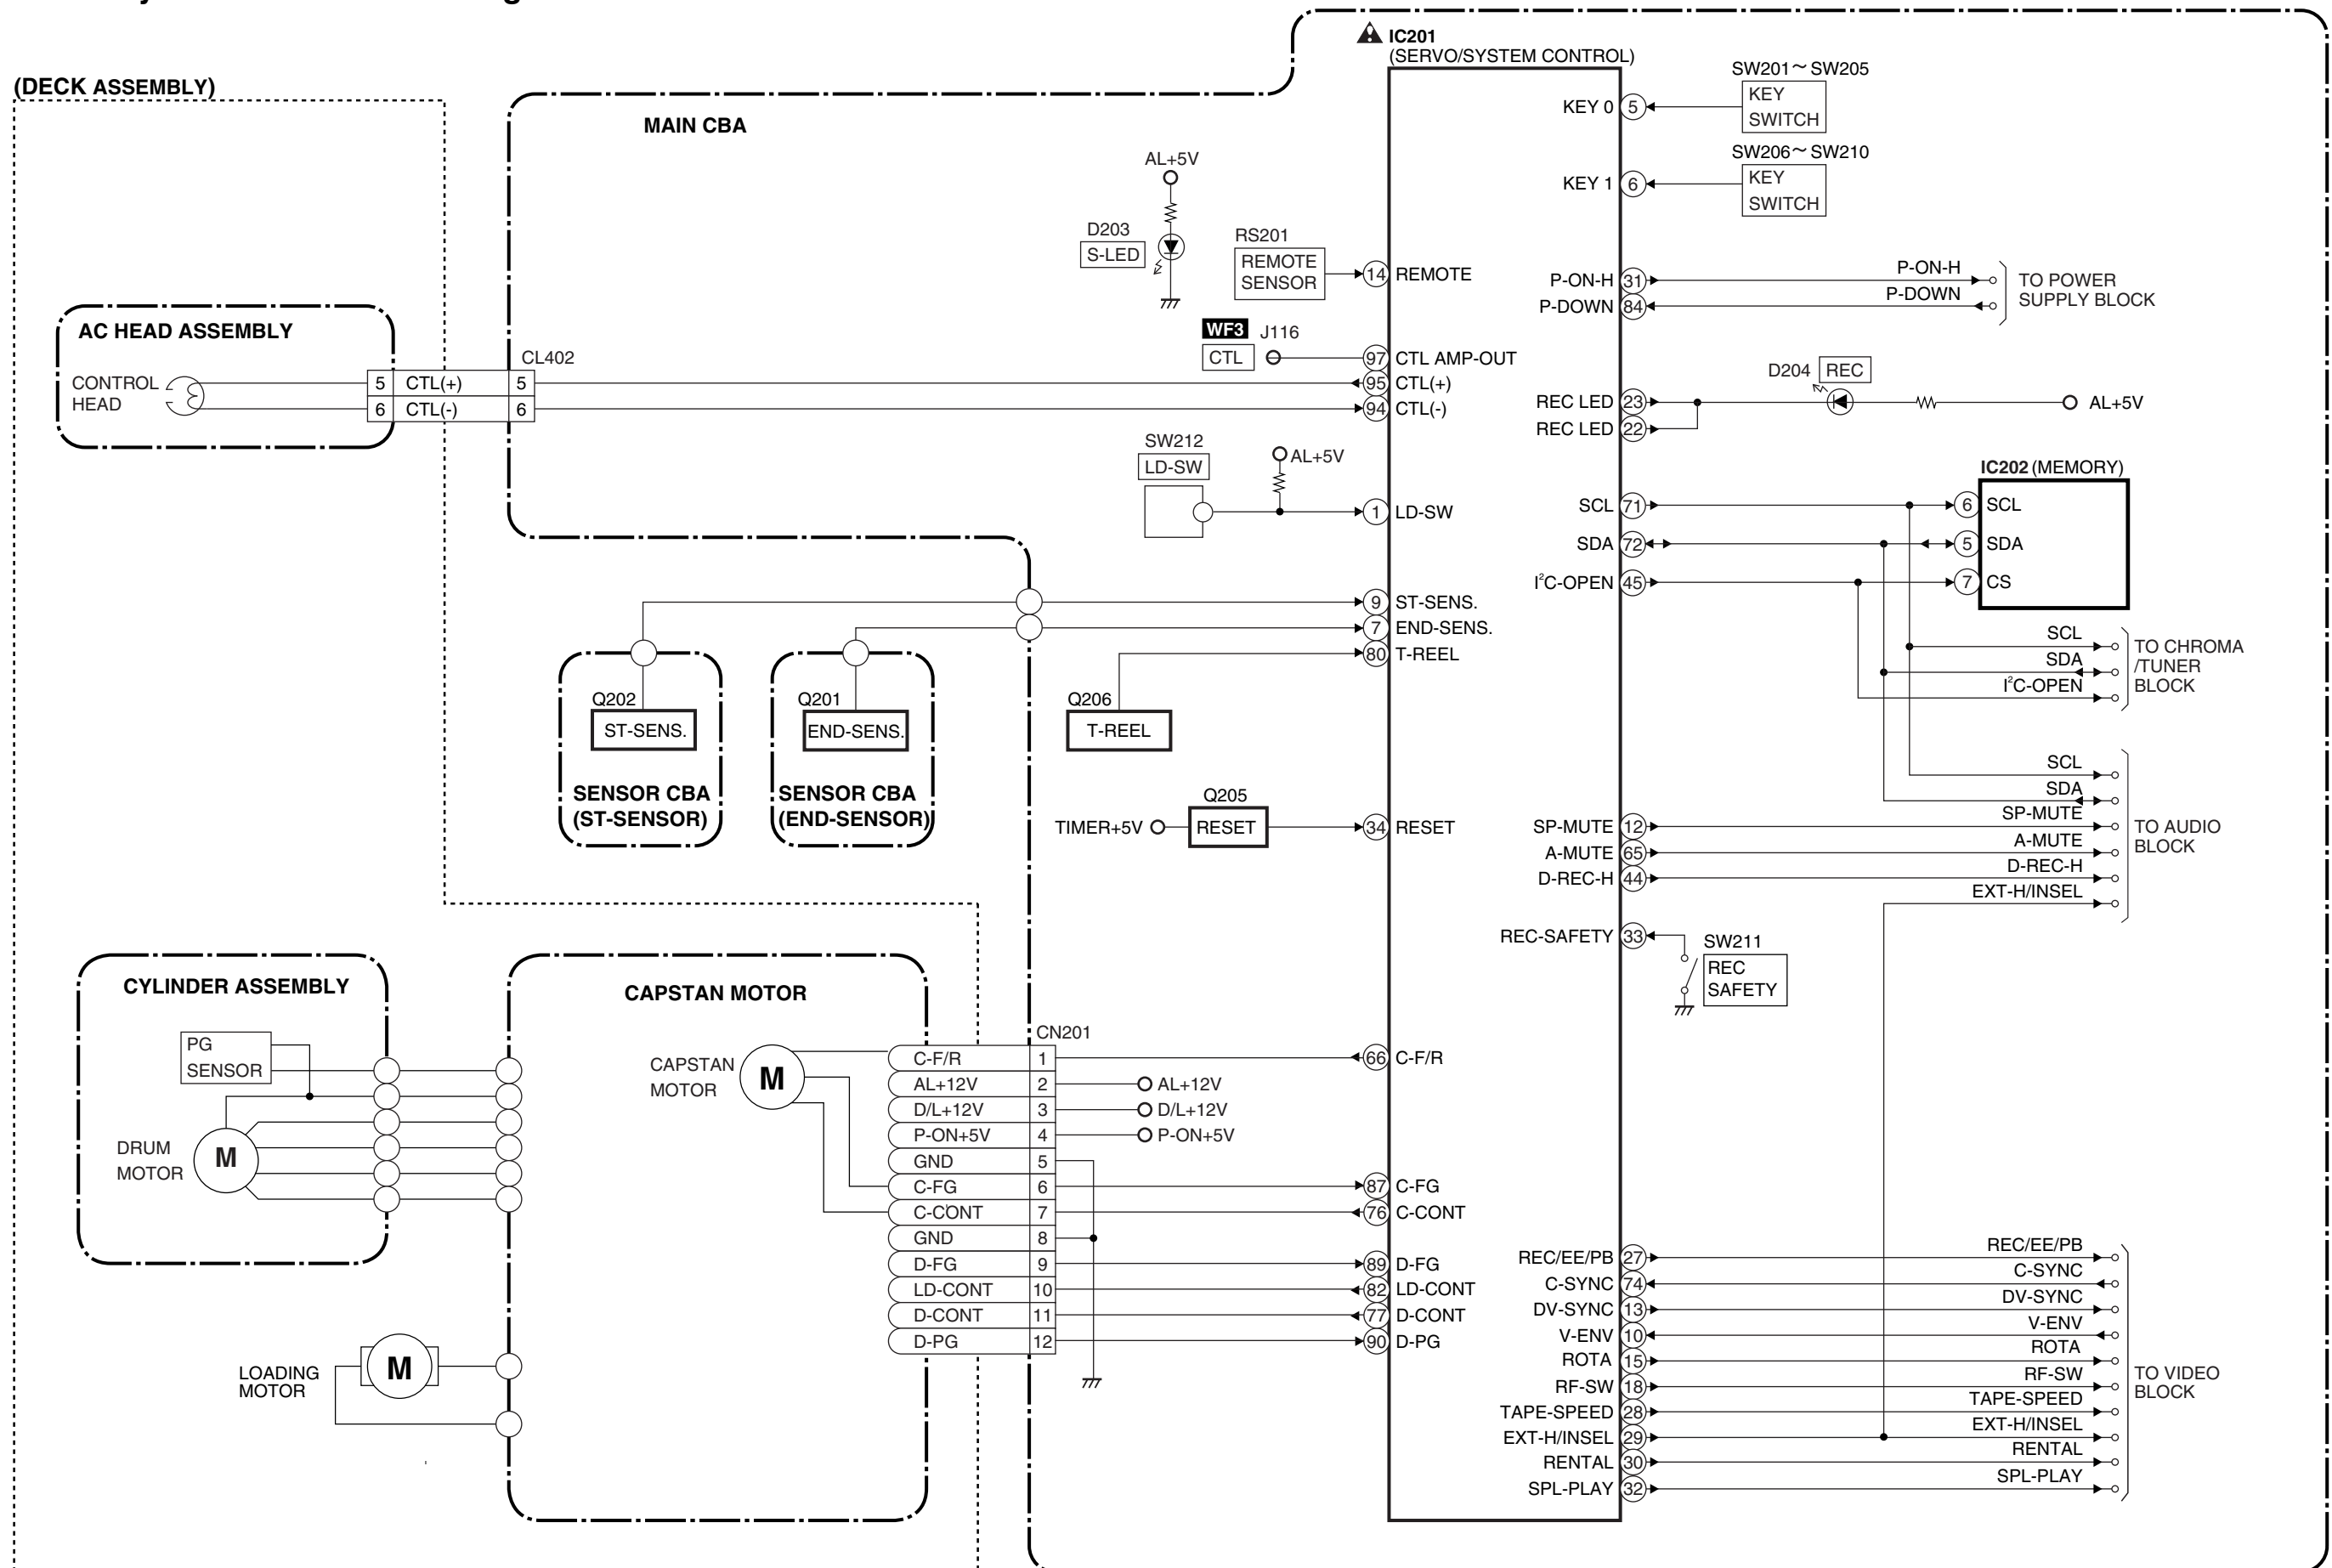 (DECK ASSEMBLY)
MAIN CBA
IC201
(SERVO/SYSTEM CONTROL)
AC HEAD ASSEMBLY
CONTROL
HEAD
5 CTL(+) 5
6 CTL(-) 6
CL402
AL+5V
D203
S-LED
RS201
REMOTE
SENSOR
14 REMOTE
WF3 J116
CTL
97 CTL AMP-OUT
95 CTL(+)
94 CTL(-)
SW212
LD-SW
AL+5V
1 LD-SW
9 ST-SENS.
7 END-SENS.
80 T-REEL
Q202
ST-SENS.
SENSOR CBA
(ST-SENSOR)
Q201
END-SENS.
SENSOR CBA
(END-SENSOR)
Q206
T-REEL
Q205
TIMER+5V RESET
34 RESET
CYLINDER ASSEMBLY
PG
SENSOR
DRUM
MOTOR
M
LOADING
MOTOR
M
CAPSTAN MOTOR
CAPSTAN
MOTOR
M
CN201
C-F/R 1
AL+12V 2 AL+12V
D/L+12V 3 D/L+12V
P-ON+5V 4 P-ON+5V
GND 5
C-FG 6
C-CONT 7
GND 8
D-FG 9
LD-CONT 10
D-CONT 11
D-PG 12
66 C-F/R
87 C-FG
76 C-CONT
89 D-FG
82 LD-CONT
77 D-CONT
90 D-PG
KEY 0 5
SW201~SW205
KEY
SWITCH
KEY 1 6
SW206~SW210
KEY
SWITCH
P-ON-H 31 P-ON-H
P-DOWN 84 P-DOWN
TO POWER
SUPPLY BLOCK
REC LED 23
REC LED 22
D204 REC
AL+5V
IC202 (MEMORY)
SCL 71 6 SCL
SDA 72 5 SDA
I²C-OPEN 45 7 CS
SCL
SDA
I²C-OPEN
TO CHROMA
/TUNER
BLOCK
SCL
SDA
SP-MUTE 12 SP-MUTE
A-MUTE 65 A-MUTE
D-REC-H 44 D-REC-H
EXT-H/INSEL
TO AUDIO
BLOCK
REC-SAFETY 33
SW211
REC
SAFETY
REC/EE/PB 27 REC/EE/PB
C-SYNC 74 C-SYNC
DV-SYNC 13 DV-SYNC
V-ENV 10 V-ENV
ROTA 15 ROTA
RF-SW 18 RF-SW
TAPE-SPEED 28 TAPE-SPEED
EXT-H/INSEL 29 EXT-H/INSEL
RENTAL 30 RENTAL
SPL-PLAY 32 SPL-PLAY
TO VIDEO
BLOCK